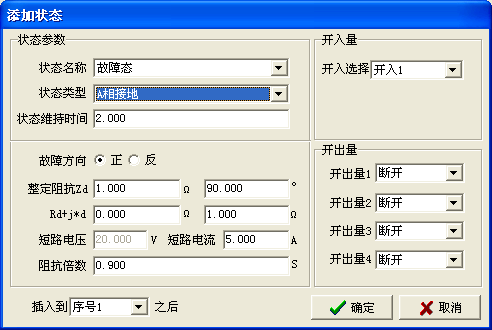 添加状态
状态参数
状态名称 故障态
状态类型 A相接地
状态维持时间 2.000
故障方向 正 反
整定阻抗Zd 1.000 Ω 90.000 °
Rd+j*d 0.000 Ω 1.000 Ω
短路电压 20.000 V 短路电流 5.000 A
阻抗倍数 0.900 S
开入量
开入选择 开入1
开出量
开出量1 断开
开出量2 断开
开出量3 断开
开出量4 断开
插入到 序号1 之后
确定 取消